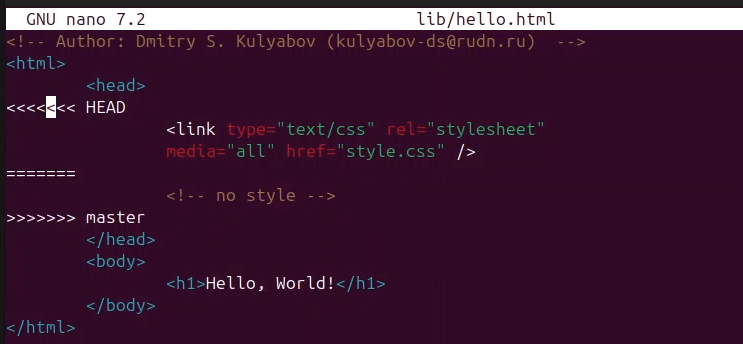 GNU nano 7.2 lib/hello.html
<!-- Author: Dmitry S. Kulyabov (kulyabov-ds@rudn.ru)  -->
<html>
        <head>
<<<<<<< HEAD
                <link type="text/css" rel="stylesheet"
                media="all" href="style.css" />
=======
                <!-- no style -->
>>>>>>> master
        </head>
        <body>
                <h1>Hello, World!</h1>
        </body>
</html>